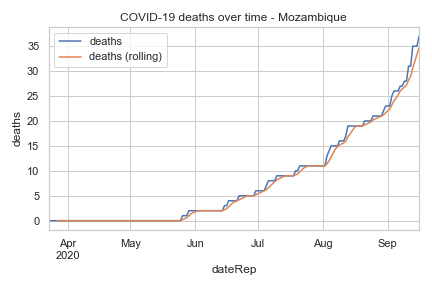 COVID-19 deaths over time - Mozambique
deaths
deaths (rolling)
35
30
25
20
15
10
5
0
deaths
Apr
2020
May
Jun
Jul
Aug
Sep
dateRep